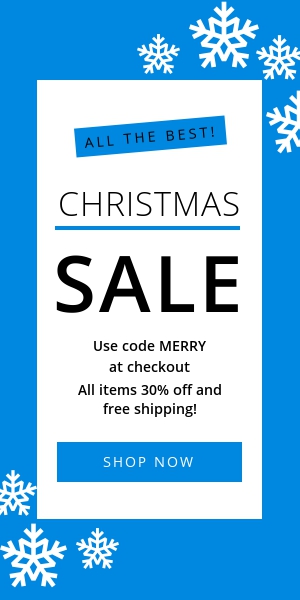 ALL THE BEST!
CHRISTMAS
SALE
Use code MERRY
at checkout
All items 30% off and
free shipping!
SHOP NOW